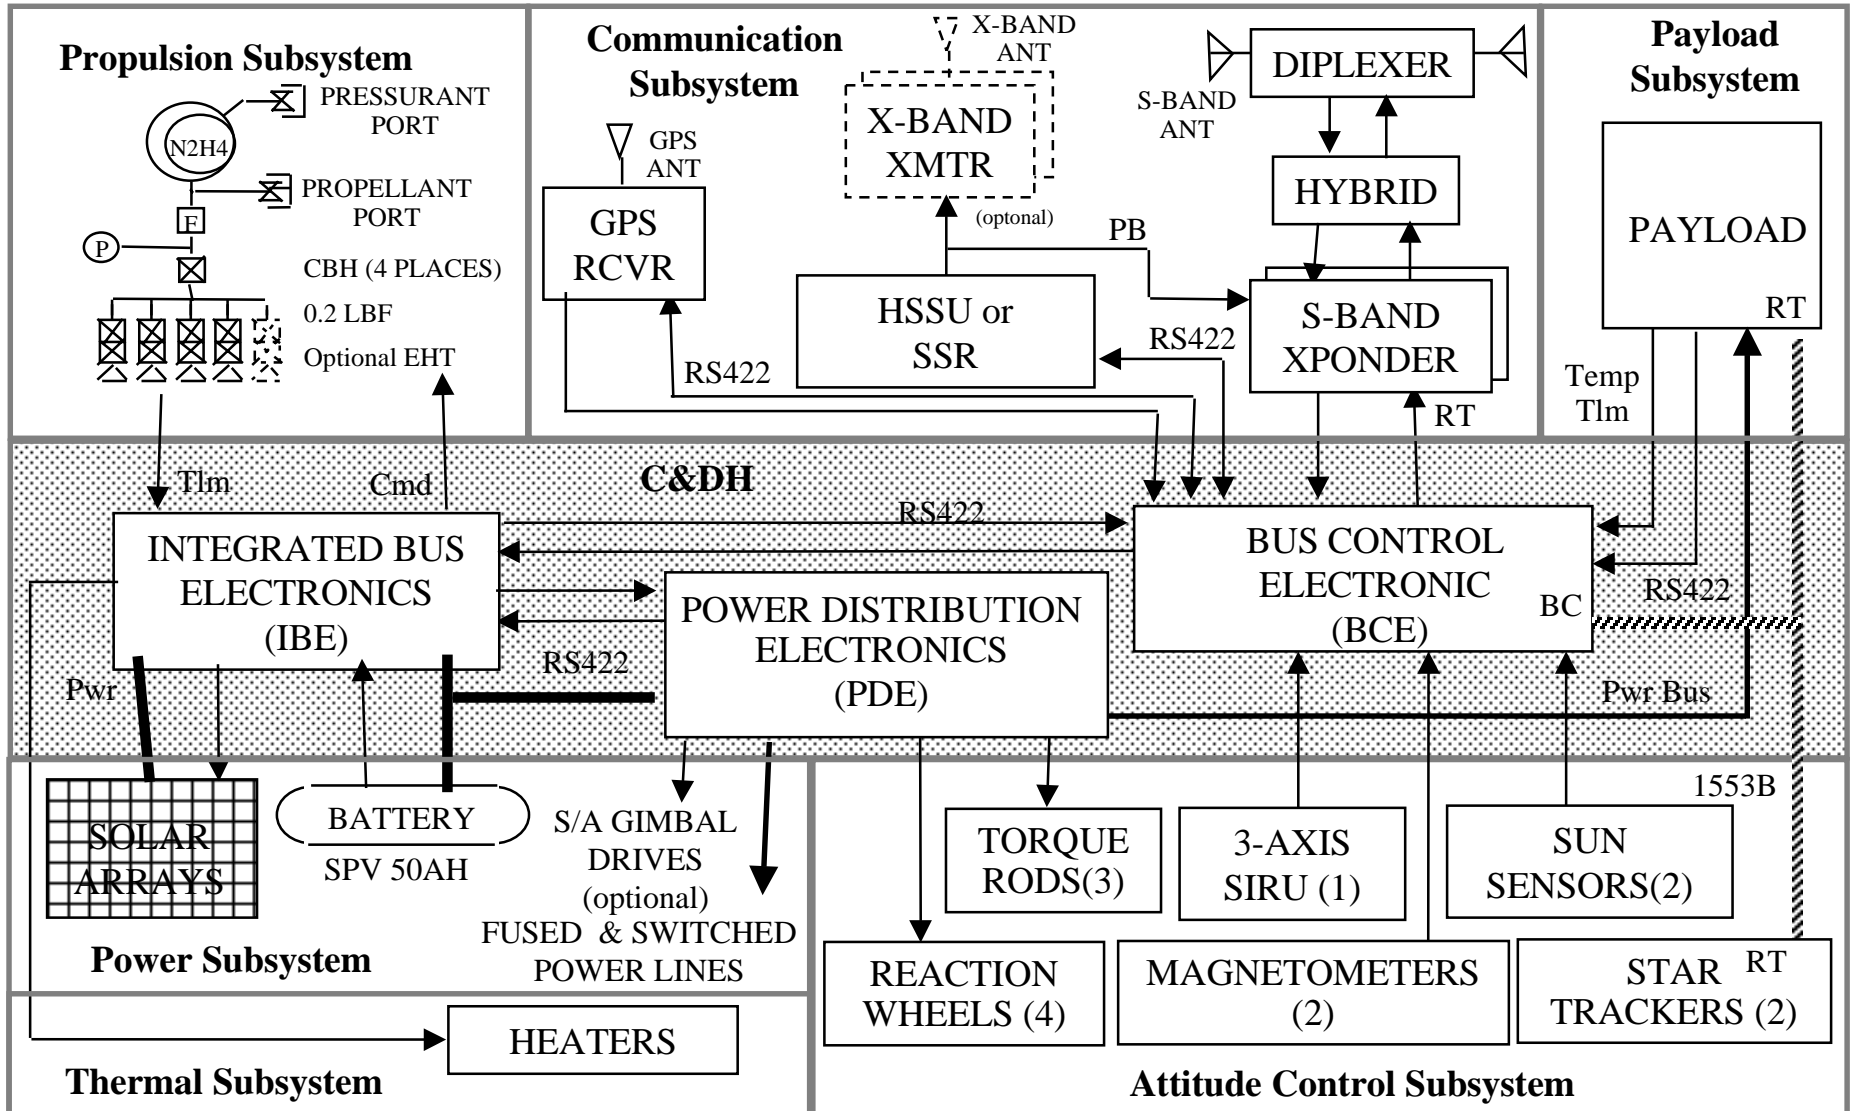 Propulsion Subsystem
PRESSURANT
PORT
N2H4
PROPELLANT
PORT
F
P
CBH (4 PLACES)
0.2 LBF
Optional EHT
Communication
Subsystem
X-BAND
ANT
X-BAND
XMTR
(optonal)
GPS
ANT
GPS
RCVR
HSSU or
SSR
PB
RS422
RS422
S-BAND
ANT
DIPLEXER
HYBRID
S-BAND
XPONDER
RT
Payload
Subsystem
PAYLOAD
RT
Temp
Tlm
C&DH
Tlm
Cmd
RS422
INTEGRATED BUS
ELECTRONICS
(IBE)
Pwr
RS422
POWER DISTRIBUTION
ELECTRONICS
(PDE)
BUS CONTROL
ELECTRONIC
(BCE)
BC
RS422
Pwr Bus
1553B
SOLAR
ARRAYS
BATTERY
SPV 50AH
S/A GIMBAL
DRIVES
(optional)
FUSED & SWITCHED
POWER LINES
Power Subsystem
HEATERS
Thermal Subsystem
TORQUE
RODS(3)
3-AXIS
SIRU (1)
SUN
SENSORS(2)
REACTION
WHEELS (4)
MAGNETOMETERS
(2)
STAR RT
TRACKERS (2)
Attitude Control Subsystem